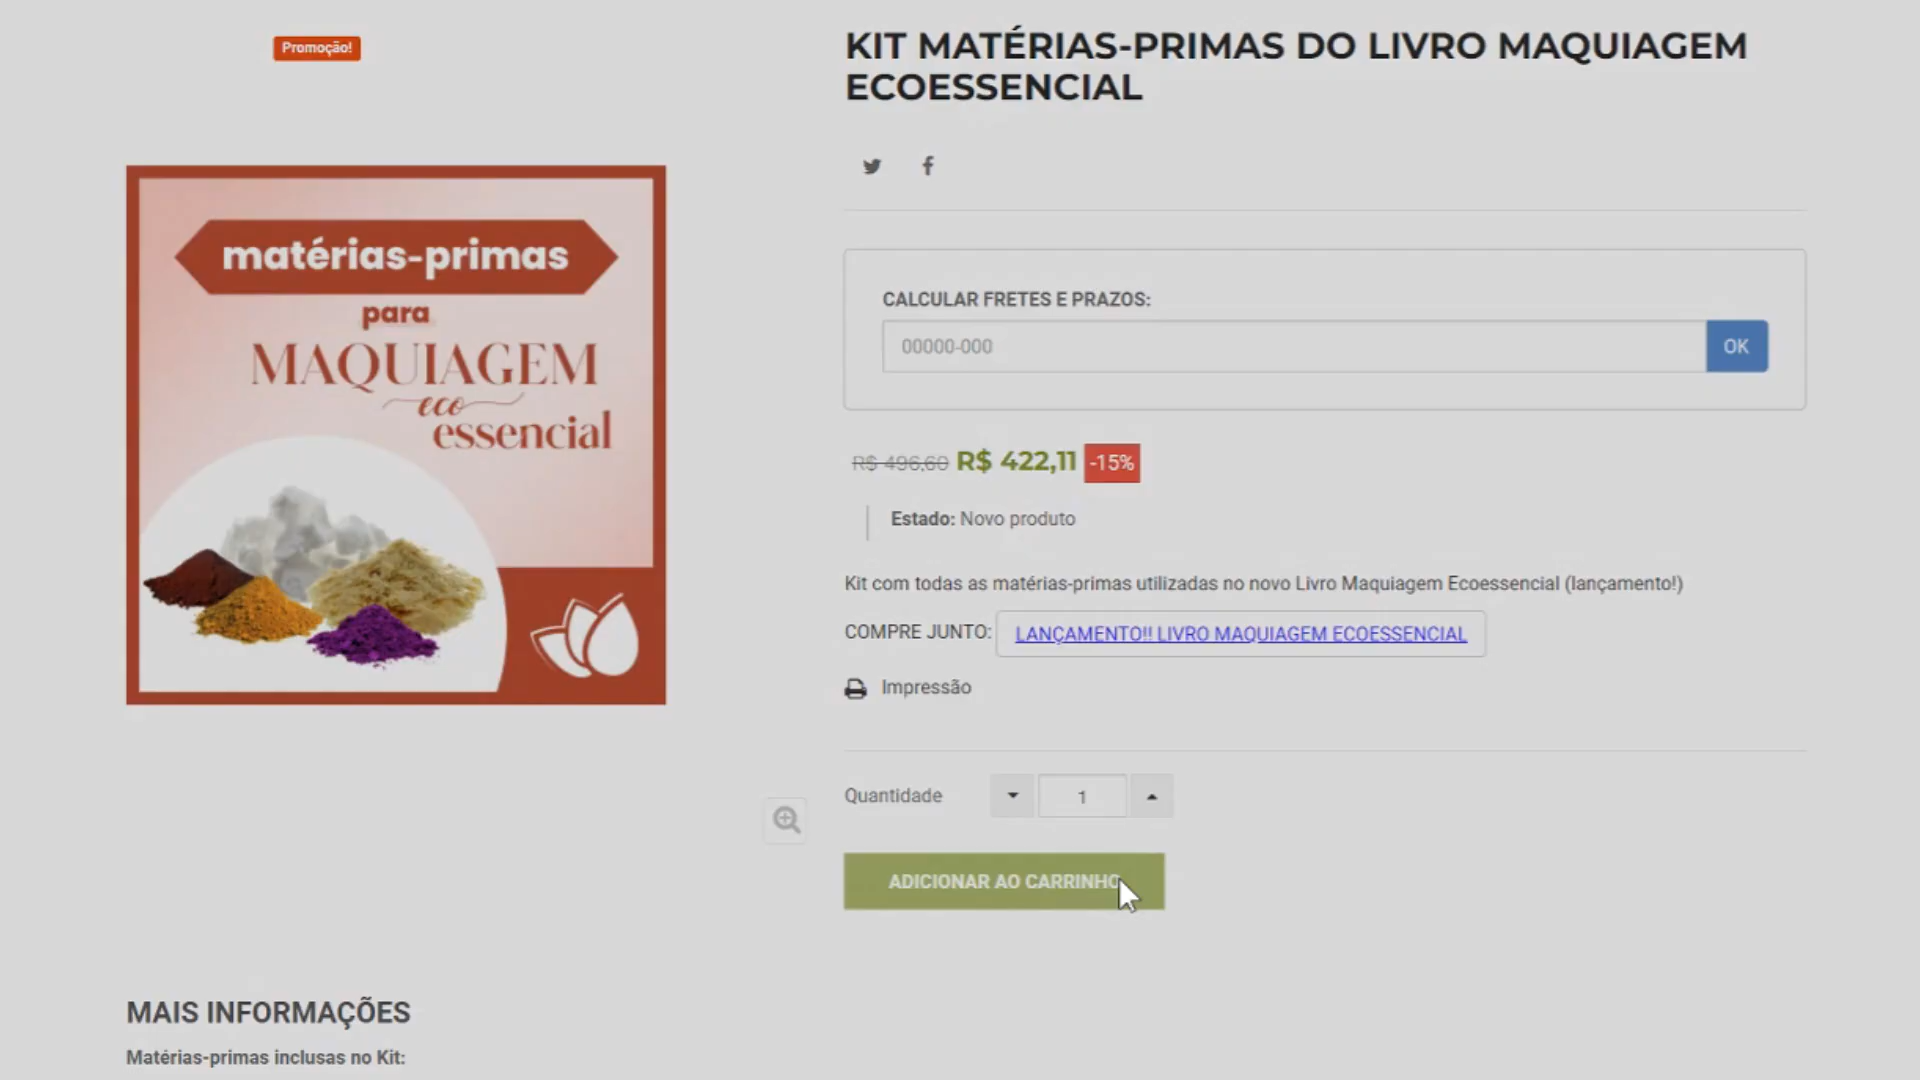 Promoção!
KIT MATÉRIAS-PRIMAS DO LIVRO MAQUIAGEM
ECOESSENCIAL
matérias-primas
para
MAQUIAGEM
eco
essencial
CALCULAR FRETES E PRAZOS:
00000-000
OK
R$ 496,60 R$ 422,11 -15%
Estado: Novo produto
Kit com todas as matérias-primas utilizadas no novo Livro Maquiagem Ecoessencial (lançamento!)
COMPRE JUNTO: LANÇAMENTO!! LIVRO MAQUIAGEM ECOESSENCIAL
Impressão
Quantidade 1
ADICIONAR AO CARRINHO
MAIS INFORMAÇÕES
Matérias-primas inclusas no Kit: